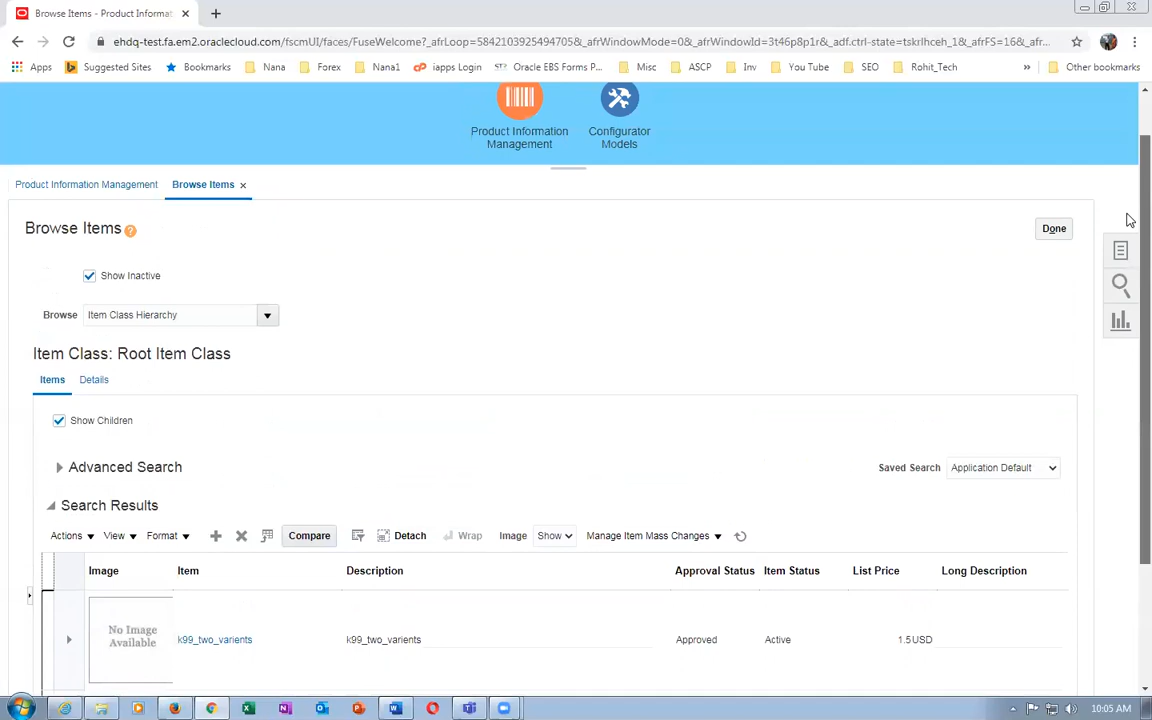 Browse Items - Product Informat
ehdq-test.fa.em2.oraclecloud.com/fscmUI/faces/FuseWelcome?_afrLoop=5842103925494705&_afrWindowMode=0&_afrWindowId=3t46p8p1r&_adf.ctrl-state=tskrlhceh_1&_afrFS=16&_afr...
Apps Suggested Sites Bookmarks Nana Forex Nana1 iapps Login Oracle EBS Forms P... Misc ASCP Inv You Tube SEO Rohit_Tech » Other bookmarks
Product Information Management
Configurator Models
Product Information Management Browse Items
Browse Items
Done
Show Inactive
Browse Item Class Hierarchy
Item Class: Root Item Class
Items Details
Show Children
Advanced Search
Saved Search Application Default
Search Results
Actions View Format Compare Detach Wrap Image Show Manage Item Mass Changes
Image Item Description Approval Status Item Status List Price Long Description
No Image Available
k99_two_varients k99_two_varients Approved Active 1.5USD
10:05 AM